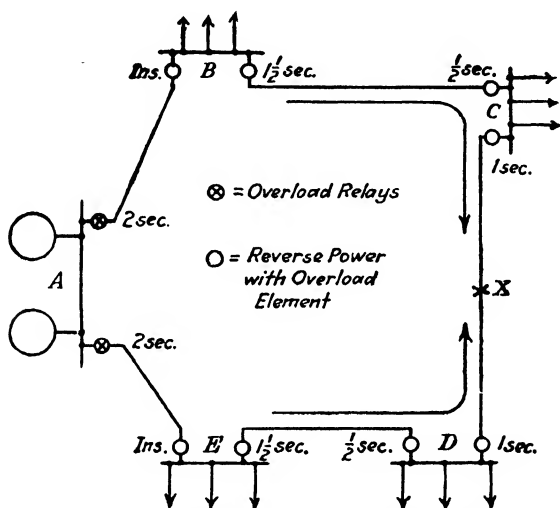 Ins.
B
1½ sec.
½ sec.
C
1 sec.
2 sec.
⊗ = Overload Relays
○ = Reverse Power
with Overload
Element
A
X
2 sec.
Ins.
E
1½ sec.
½ sec.
D
1 sec.